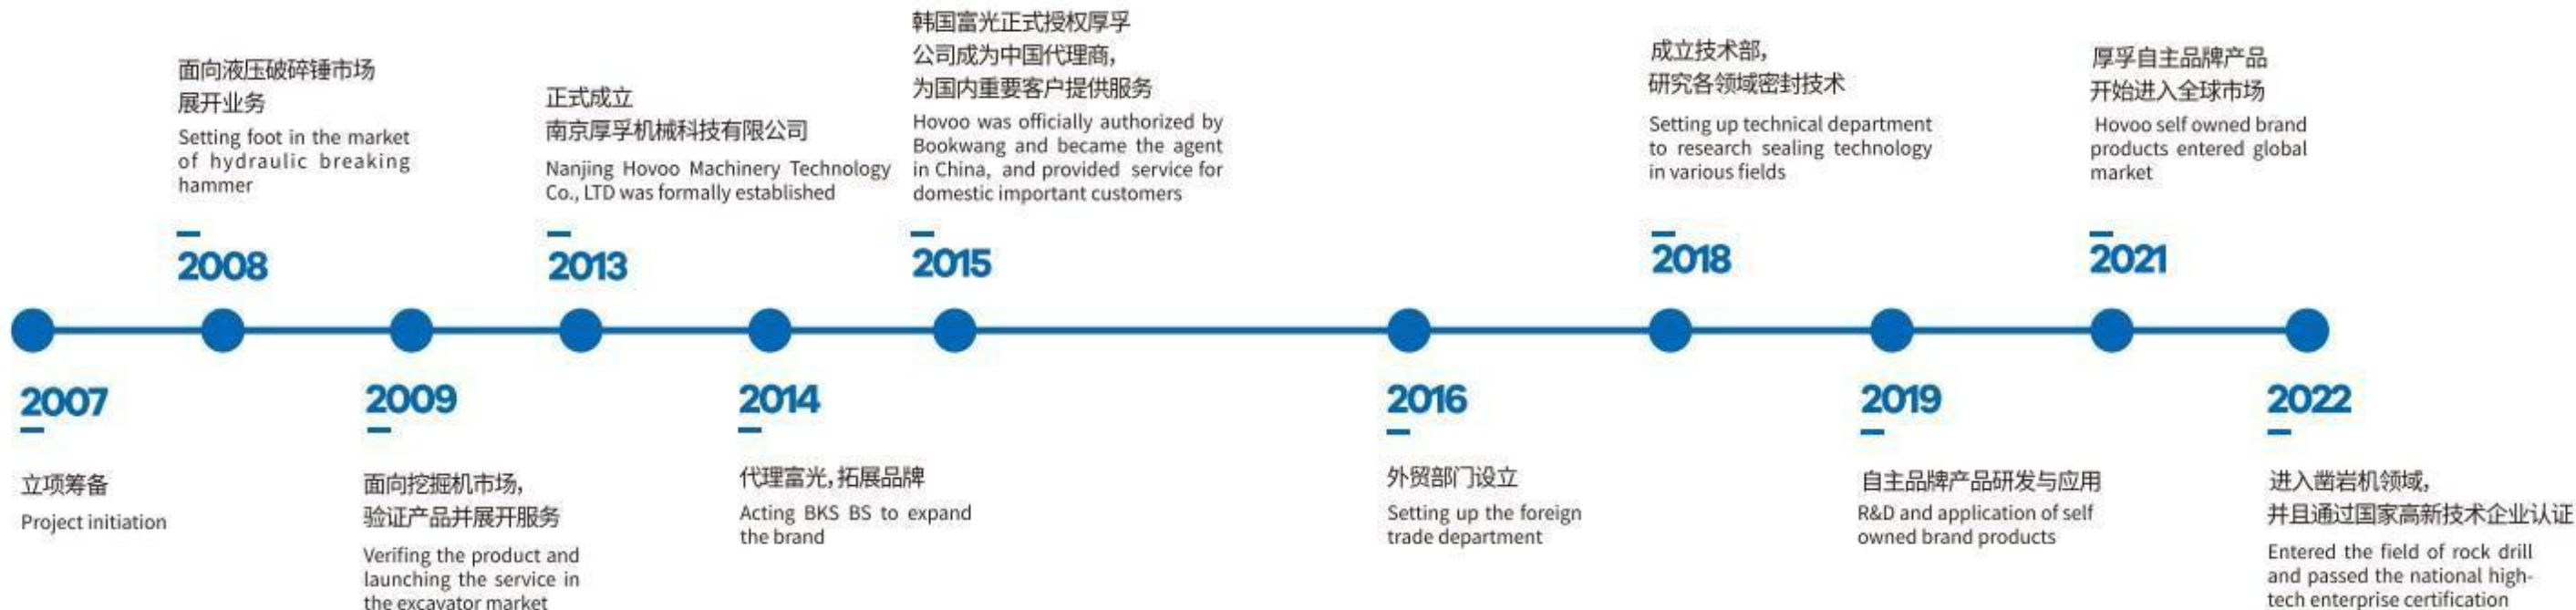 2007
立项筹备
Project initiation
面向液压破碎锤市场
展开业务
Setting foot in the market
of hydraulic breaking
hammer
2008
2009
面向挖掘机市场,
验证产品并展开服务
Verifing the product and
launching the service in
the excavator market
正式成立
南京厚孚机械科技有限公司
Nanjing Hovoo Machinery Technology
Co., LTD was formally established
2013
2014
代理富光,拓展品牌
Acting BKS BS to expand
the brand
韩国富光正式授权厚孚
公司成为中国代理商,
为国内重要客户提供服务
Hovoo was officially authorized by
Bookwang and became the agent
in China, and provided service for
domestic important customers
2015
2016
外贸部门设立
Setting up the foreign
trade department
成立技术部,
研究各领域密封技术
Setting up technical department
to research sealing technology
in various fields
2018
2019
自主品牌产品研发与应用
R&D and application of self
owned brand products
厚孚自主品牌产品
开始进入全球市场
Hovoo self owned brand
products entered global
market
2021
2022
进入凿岩机领域,
并且通过国家高新技术企业认证
Entered the field of rock drill
and passed the national high-
tech enterprise certification